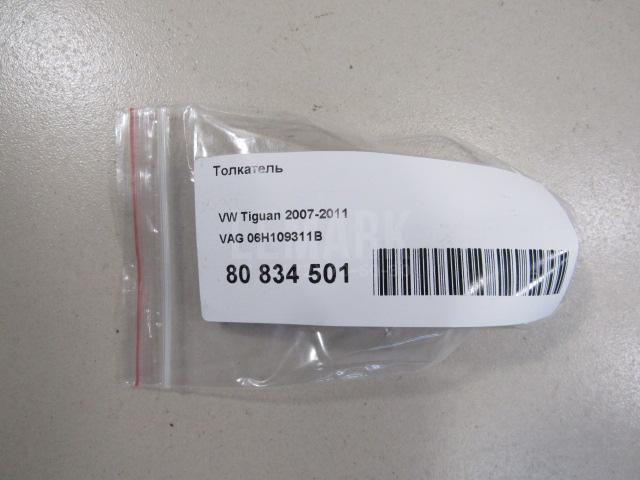 Толкатель
VW Tiguan 2007-2011
VAG 06H109311B
80 834 501